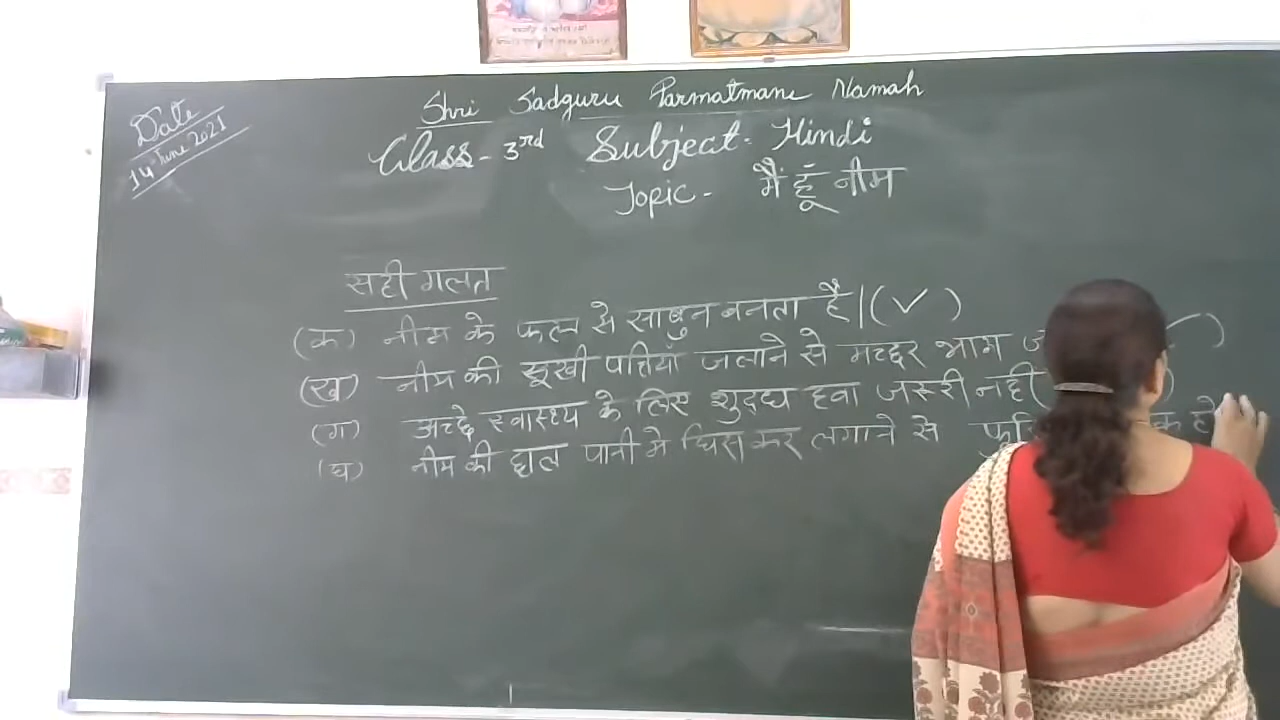 Date
14 June 2021
Shri Sadguru Parmatmane Namah
Class - 3rd Subject - Hindi
Topic - मैं हूँ नीम
सही गलत
(क) नीम के फल से साबुन बनता है। (✓)
(ख) नीम की सूखी पत्तियाँ जलाने से मच्छर भाग
(ग) अच्छे स्वास्थ्य के लिए शुद्ध हवा जरूरी नहीं (
(घ) नीम की छाल पानी मे घिस कर लगाने से